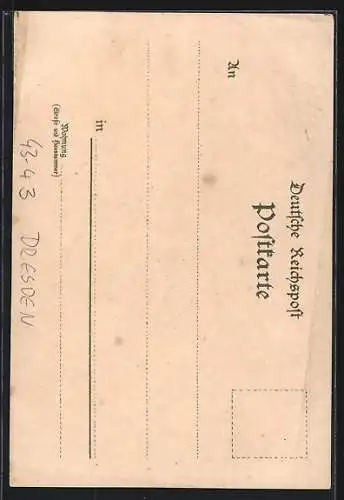 Deutsche Reichspost
Postkarte
An
in
Wohnung
(Straße und Hausnummer)
43-43 DRESDEN